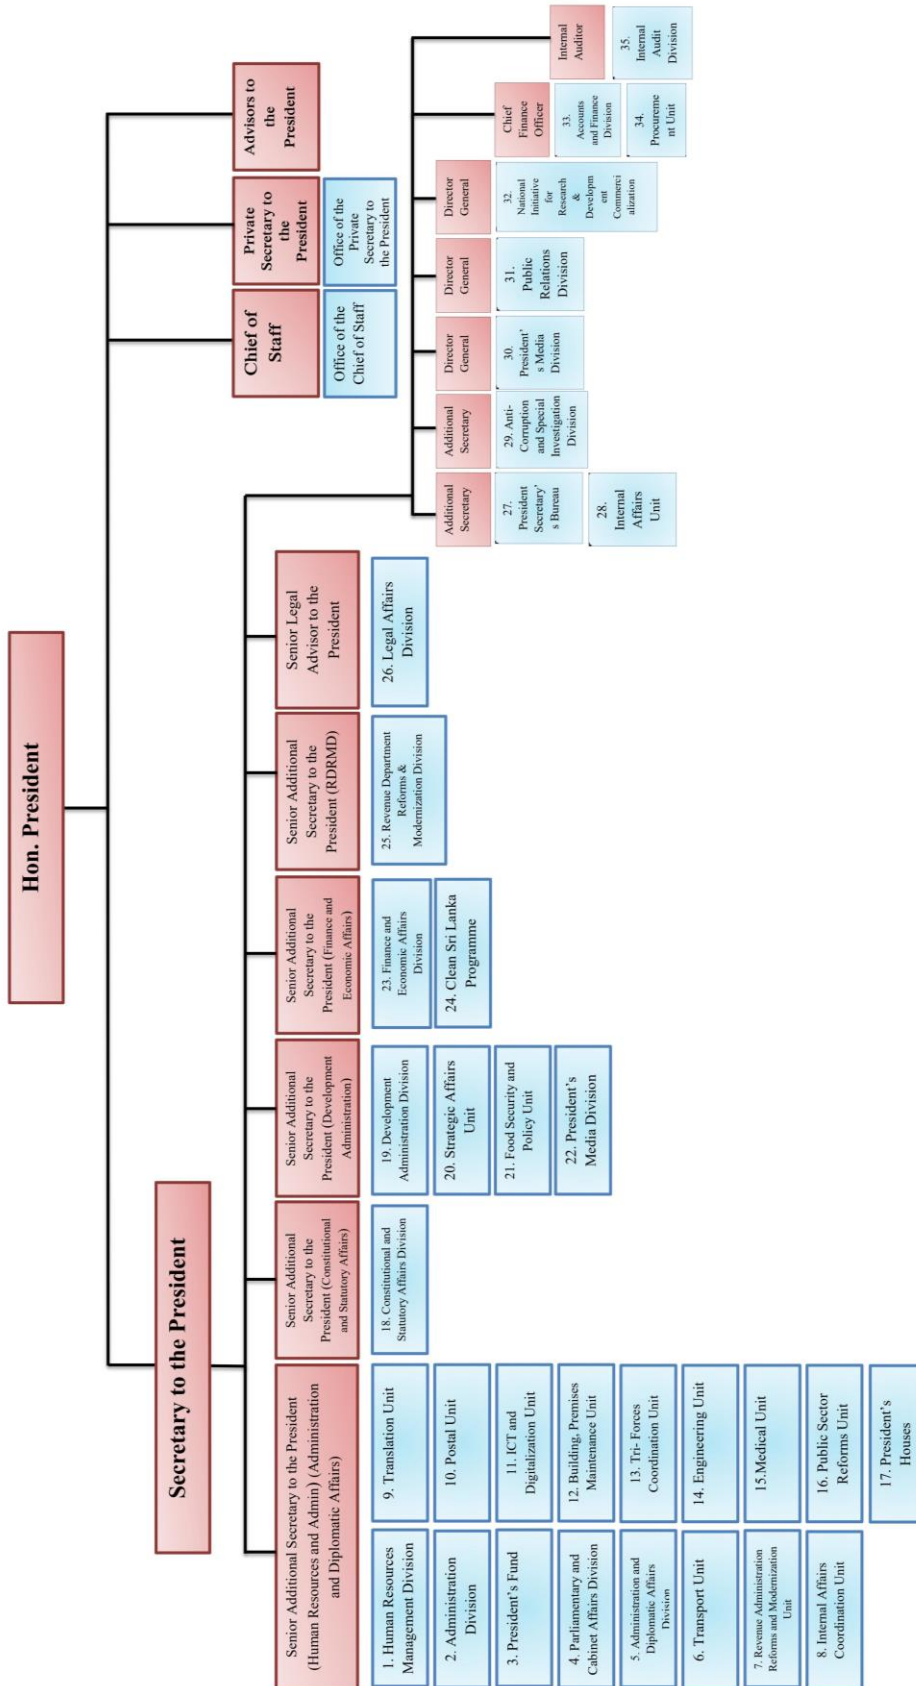 Hon. President
Secretary to the President
Chief of
Staff
Office of the
Chief of Staff
Private
Secretary to
the
President
Office of the
Private
Secretary to
the President
Advisors to
the
President
Senior Additional Secretary to the President
(Human Resources and Admin) (Administration
and Diplomatic Affairs)
1. Human Resources
Management Division
2. Administration
Division
3. President's Fund
4. Parliamentary and
Cabinet Affairs Division
5. Administration and
Diplomatic Affairs
Division
6. Transport Unit
7. Revenue Administration
Reforms and Modernization
Unit
8. Internal Affairs
Coordination Unit
9. Translation Unit
10. Postal Unit
11. ICT and
Digitalization Unit
12. Building, Premises
Maintenance Unit
13. Tri- Forces
Coordination Unit
14. Engineering Unit
15.Medical Unit
16. Public Sector
Reforms Unit
17. President's
Houses
Senior Additional
Secretary to the
President (Constitutional
and Statutory Affairs)
18. Constitutional and
Statutory Affairs Division
Senior Additional
Secretary to the
President (Development
Administration)
19. Development
Administration Division
20. Strategic Affairs
Unit
21. Food Security and
Policy Unit
22. President's
Media Division
Senior Additional
Secretary to the
President (Finance and
Economic Affairs)
23. Finance and
Economic Affairs
Division
24. Clean Sri Lanka
Programme
Senior Additional
Secretary to the
President (RDRMD)
25. Revenue Department
Reforms &
Modernization Division
Senior Legal
Advisor to the
President
26. Legal Affairs
Division
Additional
Secretary
27.
President
Secretary'
s Bureau
28.
Internal
Affairs
Unit
Additional
Secretary
29. Anti-
Corruption
and Special
Investigation
Division
Director
General
30.
President'
s Media
Division
Director
General
31.
Public
Relations
Division
Director
General
32.
National
Initiative
for
Research
&
Developm
ent
Commerci
alization
Chief
Finance
Officer
33.
Accounts
and Finance
Division
34.
Procureme
nt Unit
Internal
Auditor
35.
Internal
Audit
Division